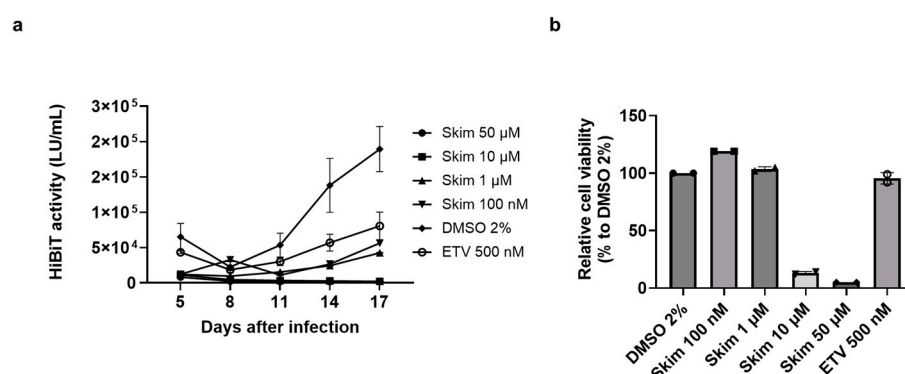 a
HiBiT activity (LU/mL)
3×10⁵
2×10⁵
2×10⁵
1×10⁵
5×10⁴
0
5 8 11 14 17
Days after infection
Skim 50 µM
Skim 10 µM
Skim 1 µM
Skim 100 nM
DMSO 2%
ETV 500 nM
b
Relative cell viability
(% to DMSO 2%)
150
100
50
0
DMSO 2%
Skim 100 nM
Skim 1 µM
Skim 10 µM
Skim 50 µM
ETV 500 nM